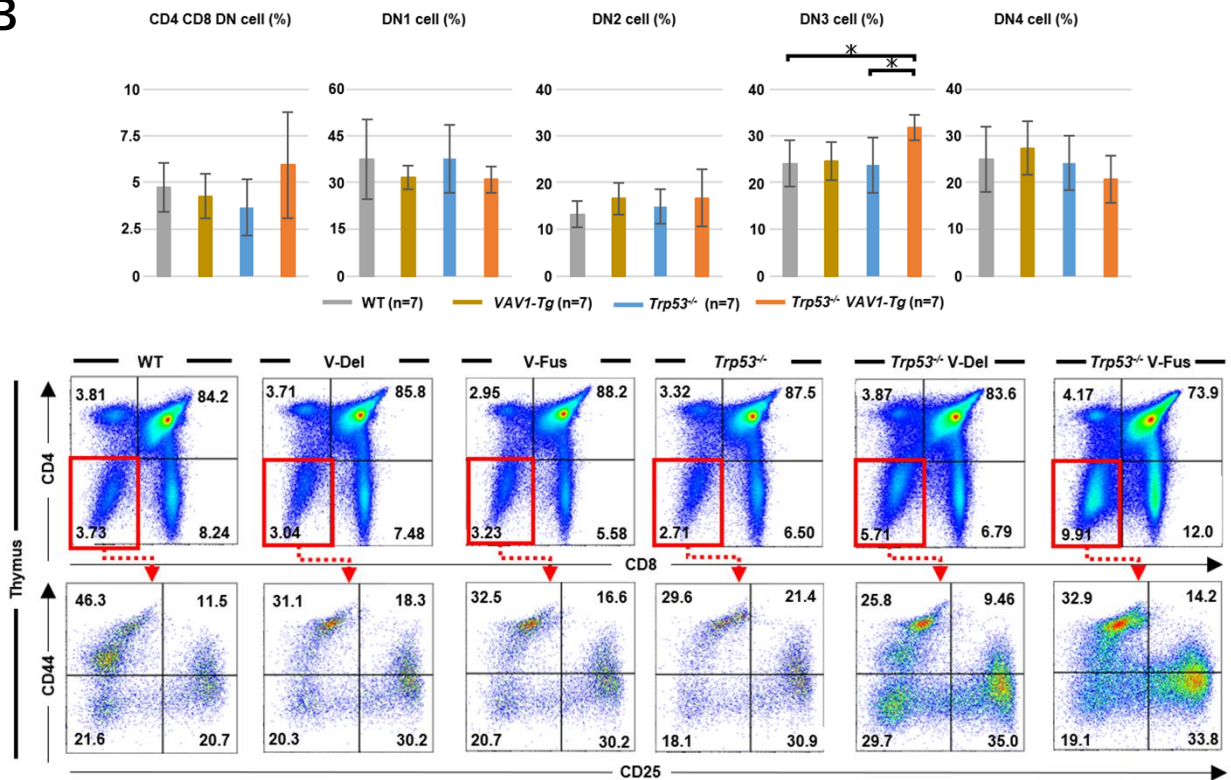 B
CD4 CD8 DN cell (%) DN1 cell (%) DN2 cell (%) DN3 cell (%) DN4 cell (%)
* 
*
10 60 40 40 40
7.5 45 30 30 30
5 30 20 20 20
2.5 15 10 10 10
0 0 0 0 0
WT (n=7) VAV1-Tg (n=7) Trp53-/- (n=7) Trp53-/- VAV1-Tg (n=7)
WT V-Del V-Fus Trp53-/- Trp53-/- V-Del Trp53-/- V-Fus
3.81 84.2 3.71 85.8 2.95 88.2 3.32 87.5 3.87 83.6 4.17 73.9
CD4
3.73 8.24 3.04 7.48 3.23 5.58 2.71 6.50 5.71 6.79 9.91 12.0
CD8
Thymus
46.3 11.5 31.1 18.3 32.5 16.6 29.6 21.4 25.8 9.46 32.9 14.2
CD44
21.6 20.7 20.3 30.2 20.7 30.2 18.1 30.9 29.7 35.0 19.1 33.8
CD25